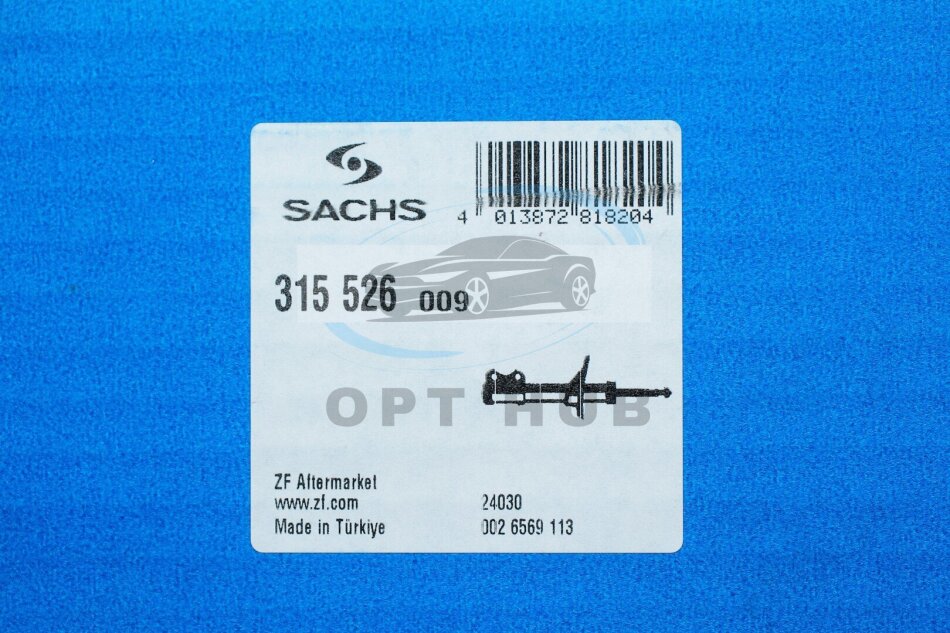 SACHS
4 013872 818204
315 526 009
OPT HUB
ZF Aftermarket
www.zf.com 24030
Made in Türkiye 002 6569 113